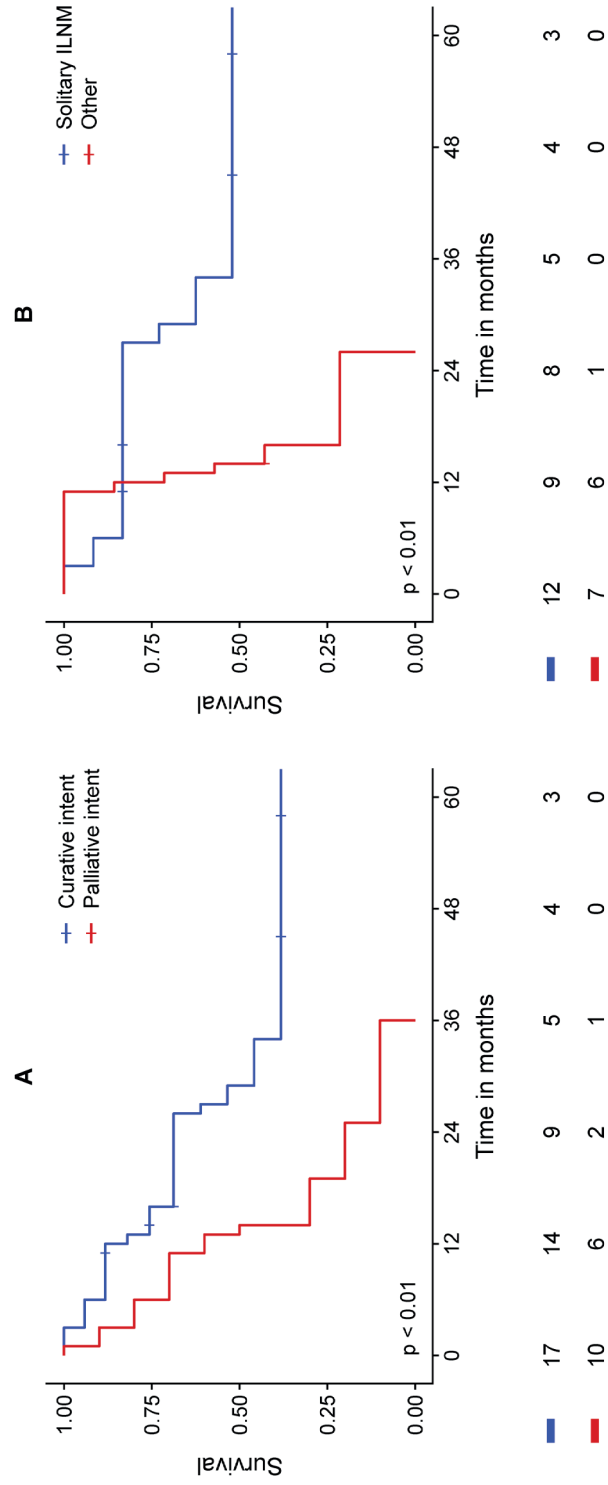 A
Curative intent
Palliative intent
1.00
0.75
0.50
0.25
0.00
Survival
p < 0.01
0 12 24 36 48 60
Time in months
17 14 9 5 4 3
10 6 2 1 0 0
B
Solitary ILNM
Other
1.00
0.75
0.50
0.25
0.00
Survival
p < 0.01
0 12 24 36 48 60
Time in months
12 9 8 5 4 3
7 6 1 0 0 0